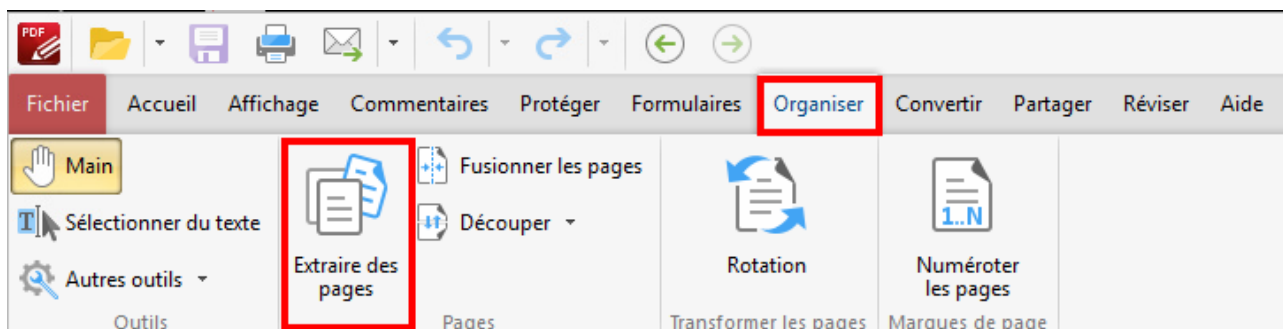 PDF
Fichier Accueil Affichage Commentaires Protéger Formulaires Organiser Convertir Partager Réviser Aide
Main
T Sélectionner du texte
Autres outils
Outils
Extraire des
pages
Fusionner les pages
Découper
Pages
Rotation
Transformer les pages
1..N
Numéroter
les pages
Marques de page